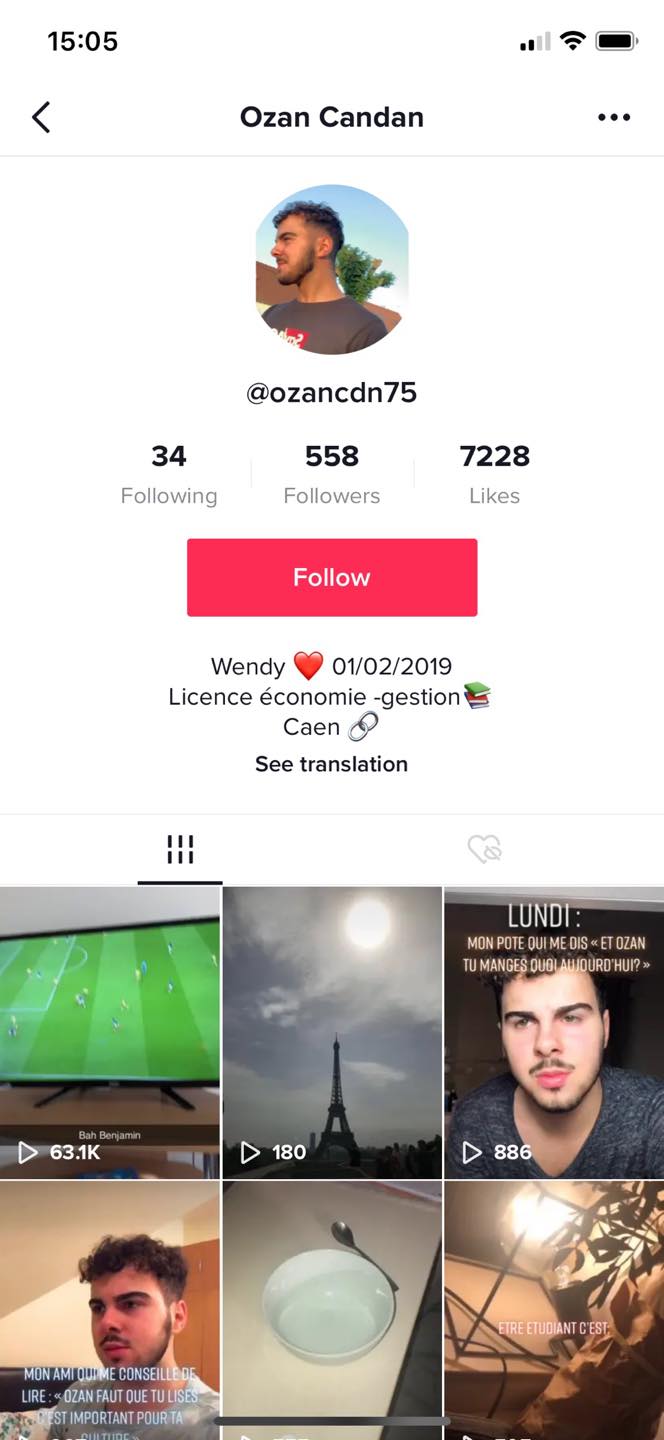 15:05
Ozan Candan
@ozancdn75
34 558 7228
Following Followers Likes
Follow
Wendy ❤️ 01/02/2019
Licence économie -gestion📚
Caen 🔗
See translation
LUNDI :
MON POTE QUI ME DIS « ET OZAN
TU MANGES QUOI AUJOURD'HUI? »
Bah Benjamin
63.1K
180
886
MON AMI QUI ME CONSEILLE DE
LIRE : « OZAN FAUT QUE TU LISES
C'EST IMPORTANT POUR TA
CULTURE »
ETRE ETUDIANT C'EST: